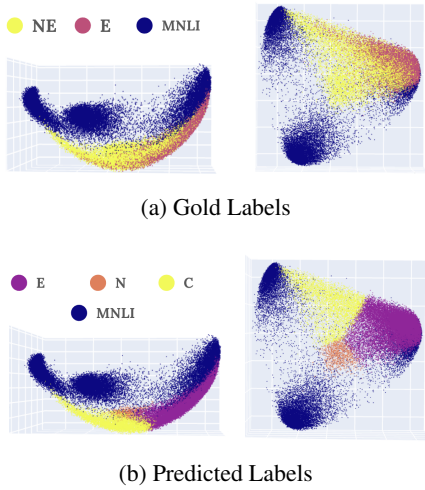 NE E MNLI
(a) Gold Labels
E N C
MNLI
(b) Predicted Labels